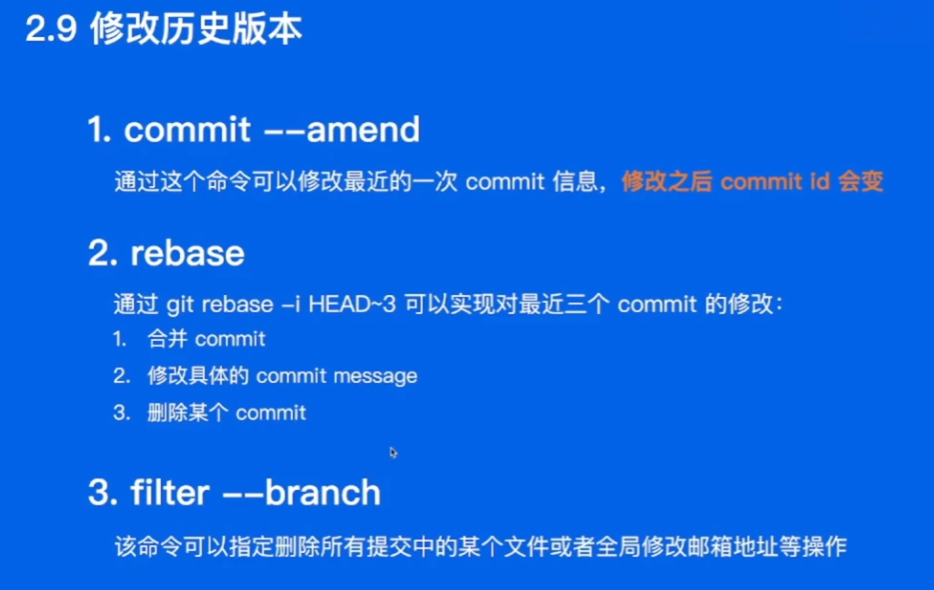 2.9 修改历史版本
1. commit --amend
通过这个命令可以修改最近的一次 commit 信息，修改之后 commit id 会变
2. rebase
通过 git rebase -i HEAD~3 可以实现对最近三个 commit 的修改：
1. 合并 commit
2. 修改具体的 commit message
3. 删除某个 commit
3. filter --branch
该命令可以指定删除所有提交中的某个文件或者全局修改邮箱地址等操作